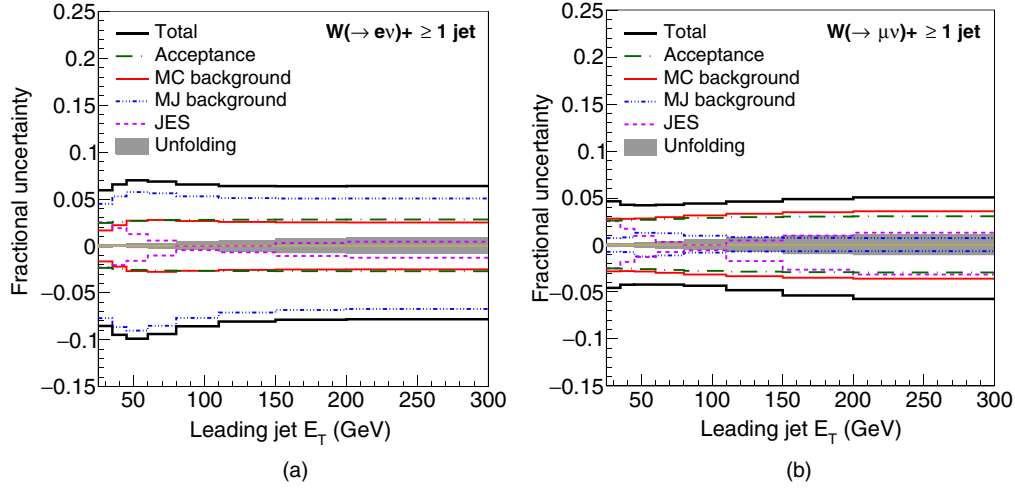 0.25
0.2
0.15
0.1
0.05
0
−0.05
−0.1
−0.15
Fractional uncertainty
Total
Acceptance
MC background
MJ background
JES
Unfolding
W(→ eν)+ ≥ 1 jet
50 100 150 200 250 300
Leading jet E_T (GeV)
(a)
0.25
0.2
0.15
0.1
0.05
0
−0.05
−0.1
−0.15
Fractional uncertainty
Total
Acceptance
MC background
MJ background
JES
Unfolding
W(→ μν)+ ≥ 1 jet
50 100 150 200 250 300
Leading jet E_T (GeV)
(b)